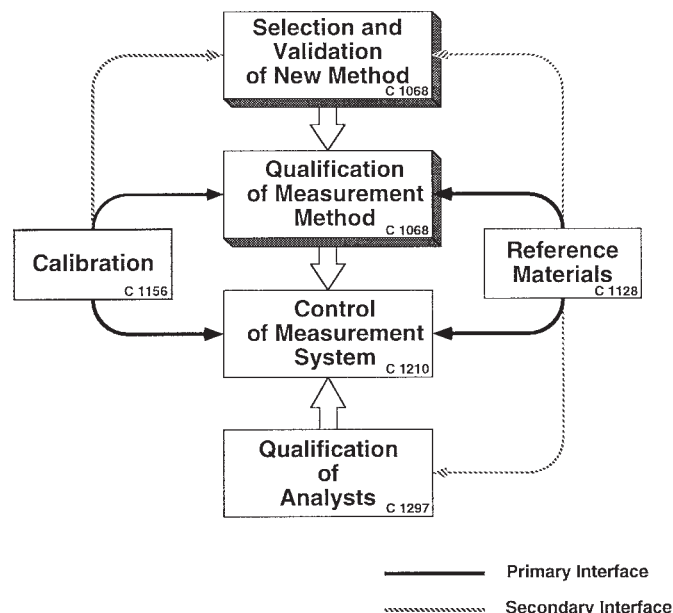 Selection and
Validation
of New Method
C 1068
Qualification
of Measurement
Method
C 1068
Calibration
C 1156
Reference
Materials
C 1128
Control
of Measurement
System
C 1210
Qualification
of
Analysts
C 1297
Primary Interface
Secondary Interface